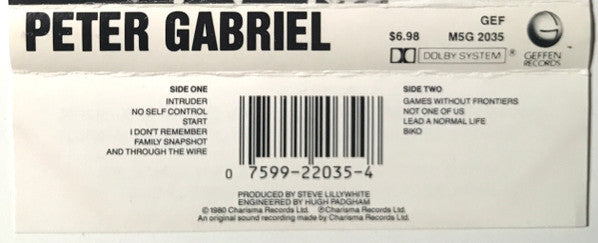 PETER GABRIEL
GEF
$6.98 M5G 2035
DOLBY SYSTEM®
GEFFEN
RECORDS
SIDE ONE
INTRUDER
NO SELF CONTROL
START
I DON'T REMEMBER
FAMILY SNAPSHOT
AND THROUGH THE WIRE
SIDE TWO
GAMES WITHOUT FRONTIERS
NOT ONE OF US
LEAD A NORMAL LIFE
BIKO
0 7599-22035-4
PRODUCED BY STEVE LILLYWHITE
ENGINEERED BY HUGH PADGHAM
©1980 Charisma Records Ltd. ℗Charisma Records Ltd.
An original sound recording made by Charisma Records Ltd.